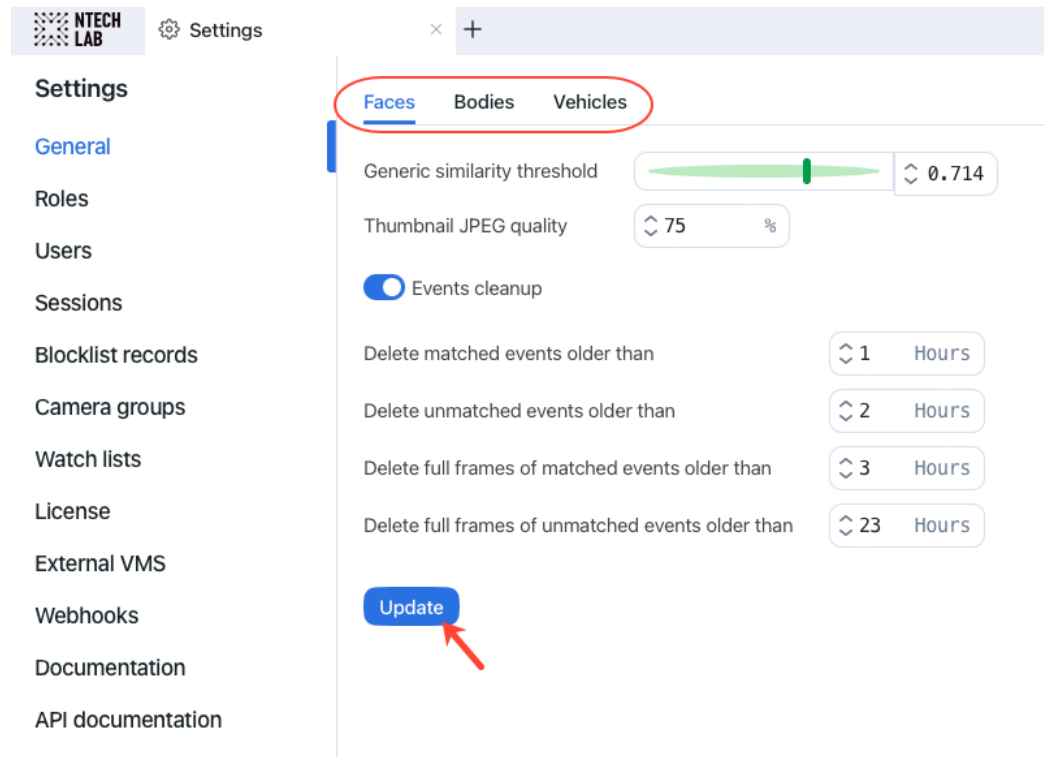 NTECH
LAB
Settings
Settings
General
Roles
Users
Sessions
Blocklist records
Camera groups
Watch lists
License
External VMS
Webhooks
Documentation
API documentation
Faces Bodies Vehicles
Generic similarity threshold 0.714
Thumbnail JPEG quality 75 %
Events cleanup
Delete matched events older than 1 Hours
Delete unmatched events older than 2 Hours
Delete full frames of matched events older than 3 Hours
Delete full frames of unmatched events older than 23 Hours
Update